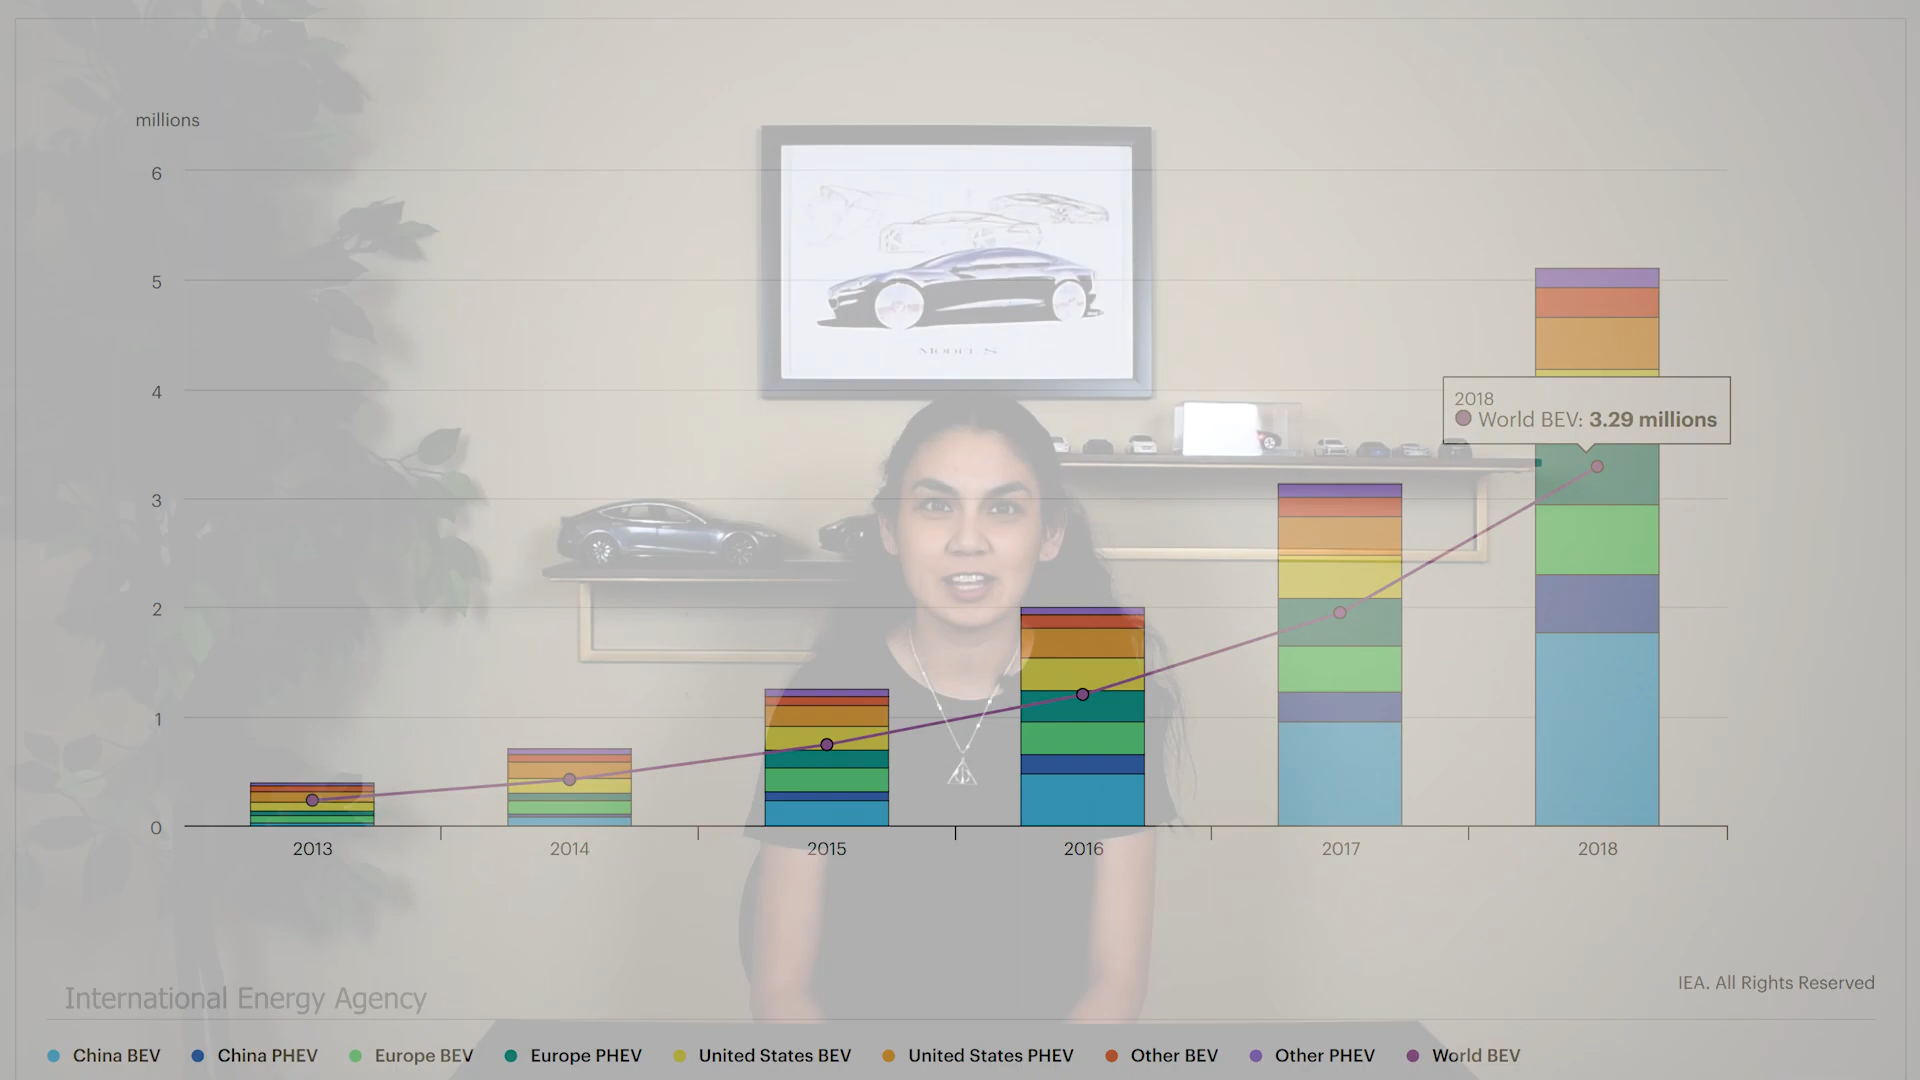 millions
6
5
4
3
2
1
0
MODEL S
2018
World BEV: 3.29 millions
2013
2014
2015
2016
2017
2018
IEA. All Rights Reserved
International Energy Agency
China BEV
China PHEV
Europe BEV
Europe PHEV
United States BEV
United States PHEV
Other BEV
Other PHEV
World BEV